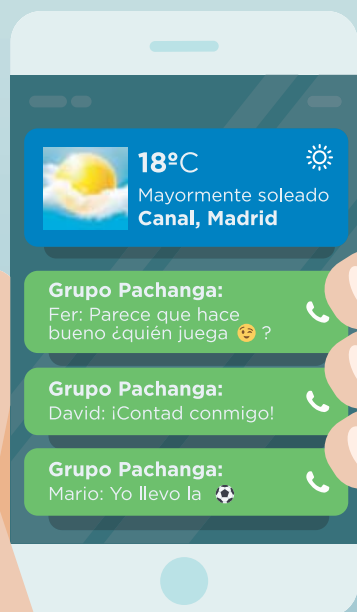 18ºC
Mayormente soleado
Canal, Madrid
Grupo Pachanga:
Fer: Parece que hace
bueno ¿quién juega 😉 ?
Grupo Pachanga:
David: ¡Contad conmigo!
Grupo Pachanga:
Mario: Yo llevo la ⚽